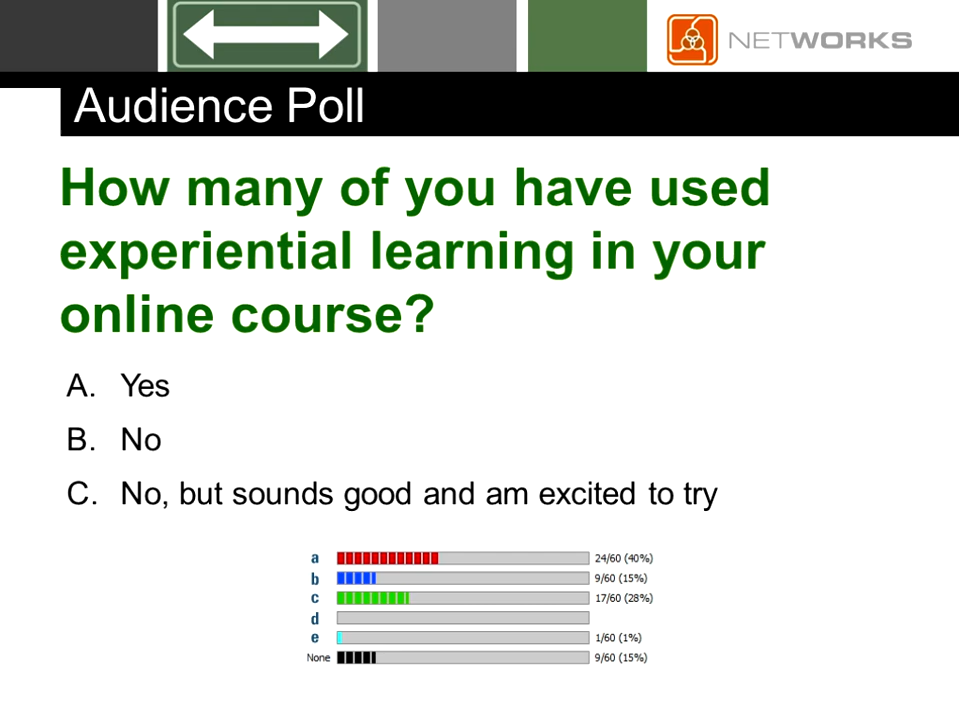 NETWORKS
Audience Poll
How many of you have used
experiential learning in your
online course?
A. Yes
B. No
C. No, but sounds good and am excited to try
a 24/60 (40%)
b 9/60 (15%)
c 17/60 (28%)
d
e 1/60 (1%)
None 9/60 (15%)